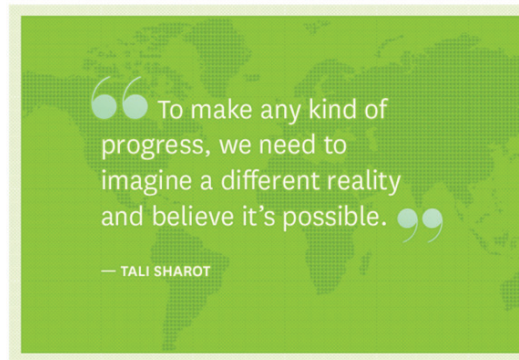 “ To make any kind of
progress, we need to
imagine a different reality
and believe it’s possible. ”
— TALI SHAROT